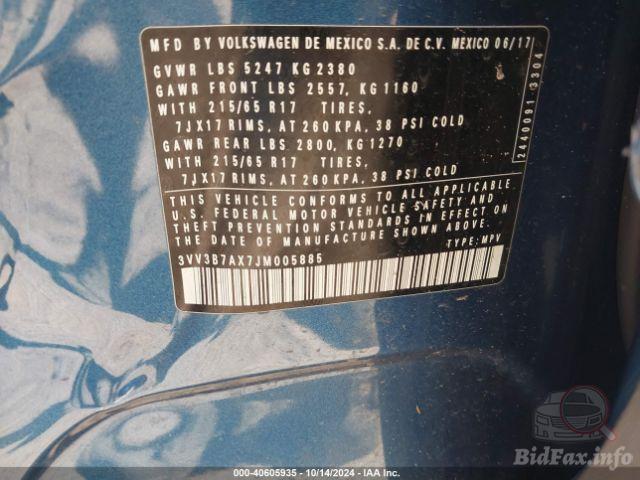 MFD BY VOLKSWAGEN DE MEXICO S.A. DE C.V. MEXICO 06/17
GVWR LBS 5247 KG 2380
GAWR FRONT LBS 2557, KG 1160
WITH 215/65 R17 TIRES,
7JX17 RIMS, AT 260 KPA, 38 PSI COLD
GAWR REAR LBS 2800, KG 1270
WITH 215/65 R17 TIRES,
7JX17 RIMS, AT 260 KPA, 38 PSI COLD
THIS VEHICLE CONFORMS TO ALL APPLICABLE
U.S. FEDERAL MOTOR VEHICLE SAFETY AND
THEFT PREVENTION STANDARDS IN EFFECT ON
THE DATE OF MANUFACTURE SHOWN ABOVE.
3VV3B7AX7JM005885 TYPE: MPV
2440091 3304
000-40605935 - 10/14/2024 - IAA Inc.
BidFax.info